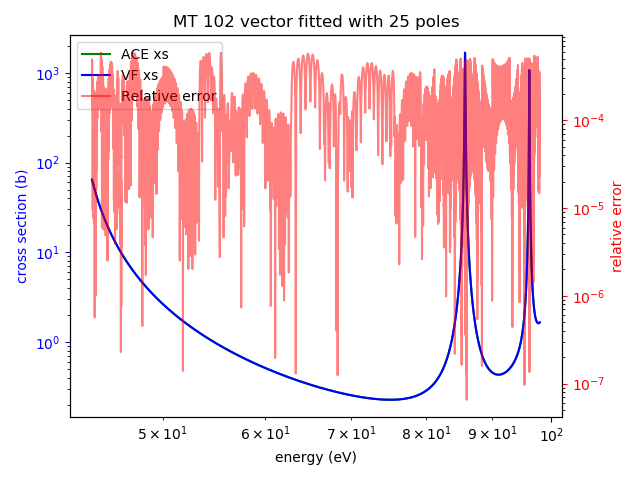 MT 102 vector fitted with 25 poles
ACE xs
VF xs
Relative error
cross section (b)
10³
10²
10¹
10⁰
relative error
10⁻⁴
10⁻⁵
10⁻⁶
10⁻⁷
5 × 10¹ 6 × 10¹ 7 × 10¹ 8 × 10¹ 9 × 10¹ 10²
energy (eV)